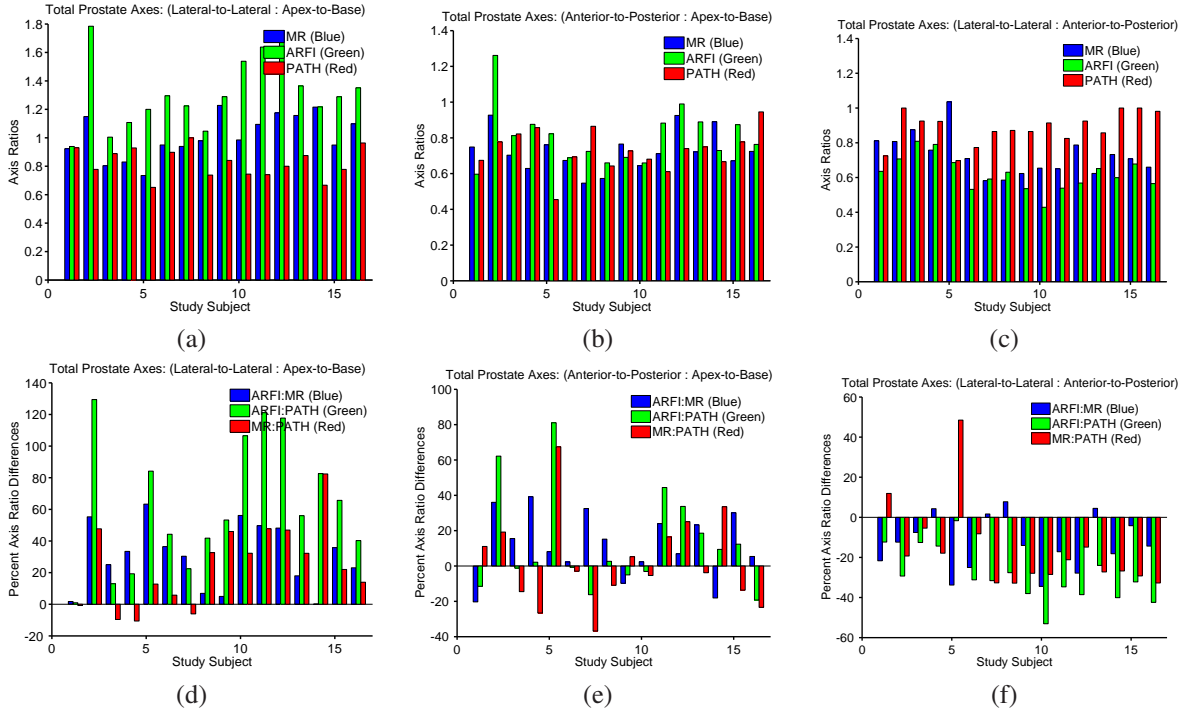 Total Prostate Axes: (Lateral-to-Lateral : Apex-to-Base)
1.8
1.6
1.4
1.2
1
0.8
0.6
0.4
0.2
0
Axis Ratios
MR (Blue)
ARFI (Green)
PATH (Red)
0 5 10 15
Study Subject
(a)
Total Prostate Axes: (Anterior-to-Posterior : Apex-to-Base)
1.4
1.2
1
0.8
0.6
0.4
0.2
0
Axis Ratios
MR (Blue)
ARFI (Green)
PATH (Red)
0 5 10 15
Study Subject
(b)
Total Prostate Axes: (Lateral-to-Lateral : Anterior-to-Posterior)
1.4
1.2
1
0.8
0.6
0.4
0.2
0
Axis Ratios
MR (Blue)
ARFI (Green)
PATH (Red)
0 5 10 15
Study Subject
(c)
Total Prostate Axes: (Lateral-to-Lateral : Apex-to-Base)
140
120
100
80
60
40
20
0
-20
Percent Axis Ratio Differences
ARFI:MR (Blue)
ARFI:PATH (Green)
MR:PATH (Red)
0 5 10 15
Study Subject
(d)
Total Prostate Axes: (Anterior-to-Posterior : Apex-to-Base)
100
80
60
40
20
0
-20
-40
Percent Axis Ratio Differences
ARFI:MR (Blue)
ARFI:PATH (Green)
MR:PATH (Red)
0 5 10 15
Study Subject
(e)
Total Prostate Axes: (Lateral-to-Lateral : Anterior-to-Posterior)
60
40
20
0
-20
-40
-60
Percent Axis Ratio Differences
ARFI:MR (Blue)
ARFI:PATH (Green)
MR:PATH (Red)
0 5 10 15
Study Subject
(f)